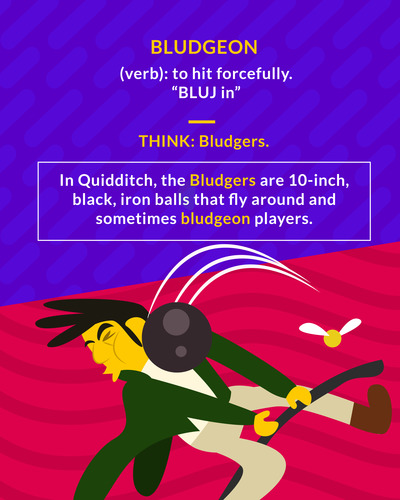 BLUDGEON
(verb): to hit forcefully.
“BLUJ in”
THINK: Bludgers.
In Quidditch, the Bludgers are 10-inch,
black, iron balls that fly around and
sometimes bludgeon players.